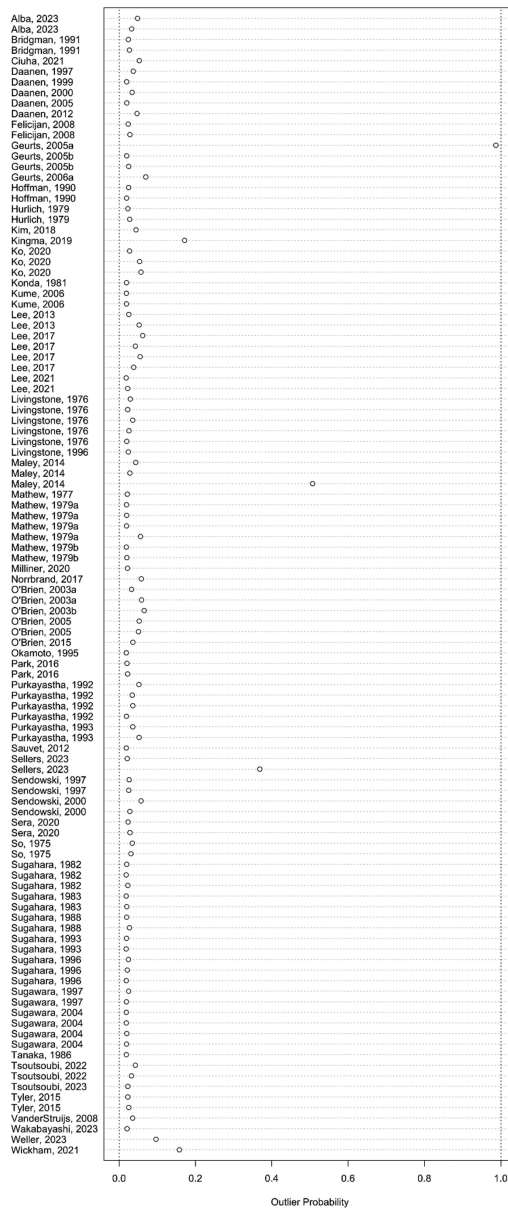 Alba, 2023
Alba, 2023
Bridgman, 1991
Bridgman, 1991
Ciuha, 2021
Daanen, 1997
Daanen, 1999
Daanen, 2000
Daanen, 2005
Daanen, 2012
Felicijan, 2008
Felicijan, 2008
Geurts, 2005a
Geurts, 2005b
Geurts, 2005b
Geurts, 2006a
Hoffman, 1990
Hoffman, 1990
Hurlich, 1979
Hurlich, 1979
Kim, 2018
Kingma, 2019
Ko, 2020
Ko, 2020
Ko, 2020
Konda, 1981
Kume, 2006
Kume, 2006
Lee, 2013
Lee, 2013
Lee, 2017
Lee, 2017
Lee, 2017
Lee, 2017
Lee, 2021
Lee, 2021
Livingstone, 1976
Livingstone, 1976
Livingstone, 1976
Livingstone, 1976
Livingstone, 1976
Livingstone, 1996
Maley, 2014
Maley, 2014
Maley, 2014
Mathew, 1977
Mathew, 1979a
Mathew, 1979a
Mathew, 1979a
Mathew, 1979a
Mathew, 1979b
Mathew, 1979b
Milliner, 2020
Norrbrand, 2017
O'Brien, 2003a
O'Brien, 2003a
O'Brien, 2003b
O'Brien, 2005
O'Brien, 2005
O'Brien, 2015
Okamoto, 1995
Park, 2016
Park, 2016
Purkayastha, 1992
Purkayastha, 1992
Purkayastha, 1992
Purkayastha, 1992
Purkayastha, 1993
Purkayastha, 1993
Sauvet, 2012
Sellers, 2023
Sellers, 2023
Sendowski, 1997
Sendowski, 1997
Sendowski, 2000
Sendowski, 2000
Sera, 2020
Sera, 2020
So, 1975
So, 1975
Sugahara, 1982
Sugahara, 1982
Sugahara, 1982
Sugahara, 1983
Sugahara, 1983
Sugahara, 1988
Sugahara, 1988
Sugahara, 1993
Sugahara, 1993
Sugahara, 1996
Sugahara, 1996
Sugahara, 1996
Sugawara, 1997
Sugawara, 1997
Sugawara, 2004
Sugawara, 2004
Sugawara, 2004
Sugawara, 2004
Tanaka, 1986
Tsoutsoubi, 2022
Tsoutsoubi, 2022
Tsoutsoubi, 2023
Tyler, 2015
Tyler, 2015
VanderStruijs, 2008
Wakabayashi, 2023
Weller, 2023
Wickham, 2021
0.0 0.2 0.4 0.6 0.8 1.0
Outlier Probability